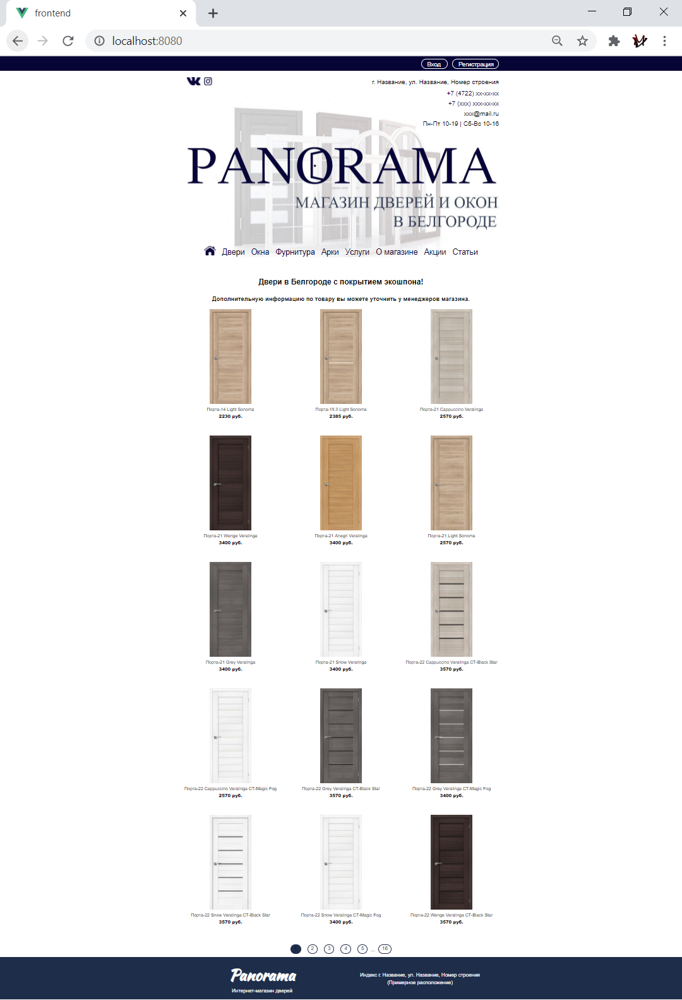 frontend
localhost:8080
Вход Регистрация
г. Название, ул. Название, Номер строения
+7 (4722) xx-xx-xx
+7 (xxx) xxx-xx-xx
xxx@mail.ru
Пн-Пт 10-19 | Сб-Вс 10-16
PANORAMA
МАГАЗИН ДВЕРЕЙ И ОКОН
В БЕЛГОРОДЕ
Двери Окна Фурнитура Арки Услуги О магазине Акции Статьи
Двери в Белгороде с покрытием экошпона!
Дополнительную информацию по товару вы можете уточнить у менеджеров магазина.
Порта-14 Light Sonoma Порта-19.3 Light Sonoma Порта-21 Cappuccino Veralinga
2230 руб. 2385 руб. 2570 руб.
Порта-21 Wenge Veralinga Порта-21 Anegri Veralinga Порта-21 Light Sonoma
3400 руб. 3400 руб. 2570 руб.
Порта-21 Grey Veralinga Порта-21 Snow Veralinga Порта-22 Cappuccino Veralinga CT-Black Star
3400 руб. 3400 руб. 3570 руб.
Порта-22 Cappuccino Veralinga CT-Magic Fog Порта-22 Grey Veralinga CT-Black Star Порта-22 Grey Veralinga CT-Magic Fog
2570 руб. 3570 руб. 3400 руб.
Порта-22 Snow Veralinga CT-Black Star Порта-22 Snow Veralinga CT-Magic Fog Порта-22 Wenge Veralinga CT-Black Star
3570 руб. 3400 руб. 3570 руб.
1 2 3 4 5 ... 16
Panorama
Интернет-магазин дверей
Индекс г. Название, ул. Название, Номер строения
(Примерное расположение)